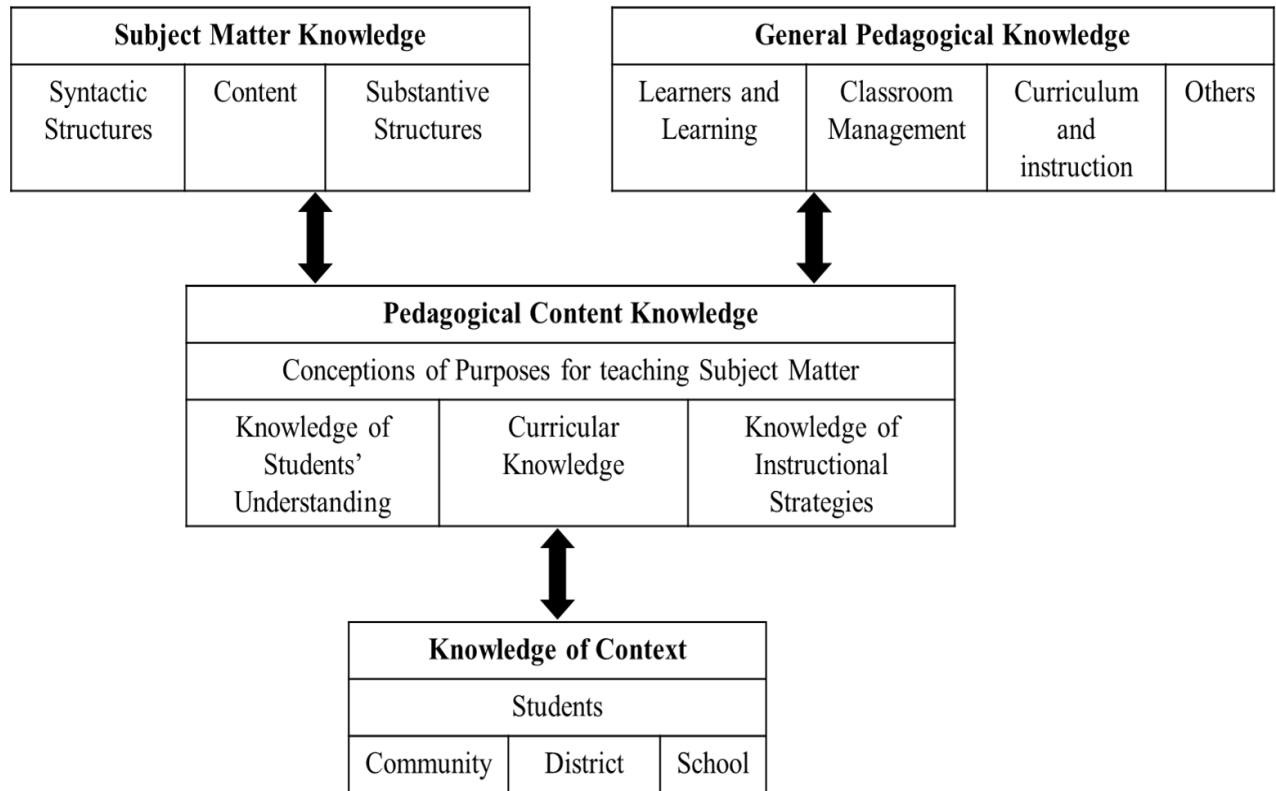 Subject Matter Knowledge
Syntactic
Structures
Content
Substantive
Structures
General Pedagogical Knowledge
Learners and
Learning
Classroom
Management
Curriculum
and
instruction
Others
Pedagogical Content Knowledge
Conceptions of Purposes for teaching Subject Matter
Knowledge of
Students’
Understanding
Curricular
Knowledge
Knowledge of
Instructional
Strategies
Knowledge of Context
Students
Community
District
School